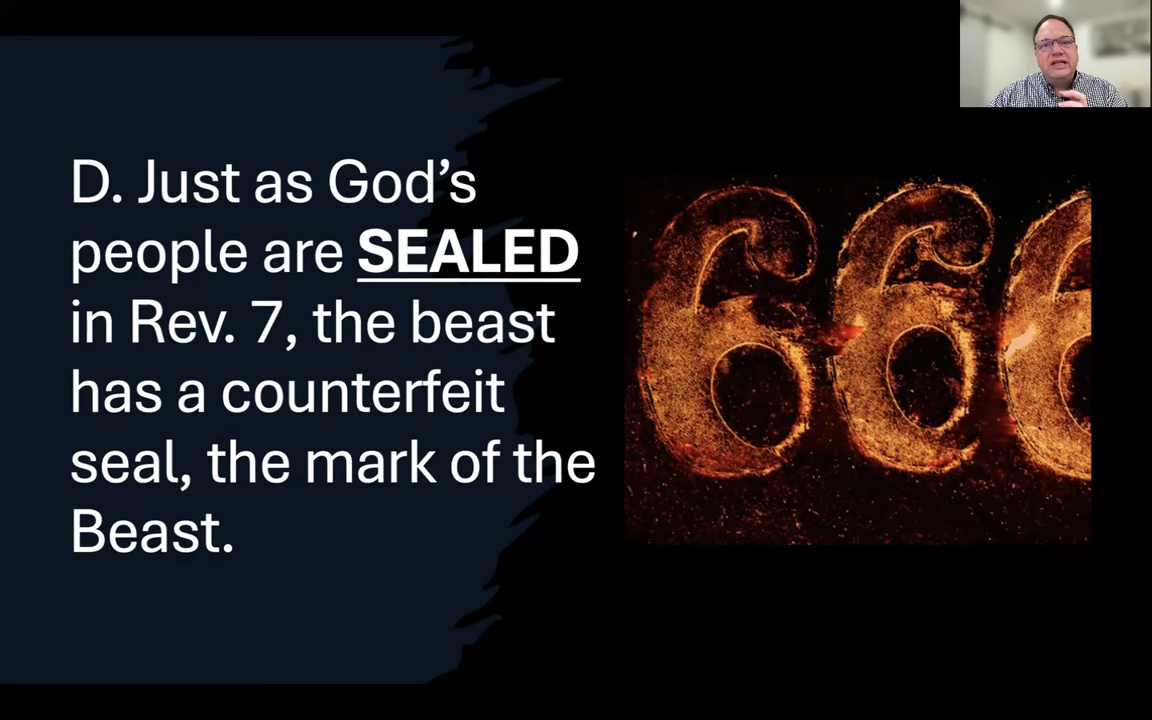 D. Just as God’s
people are SEALED
in Rev. 7, the beast
has a counterfeit
seal, the mark of the
Beast.
666